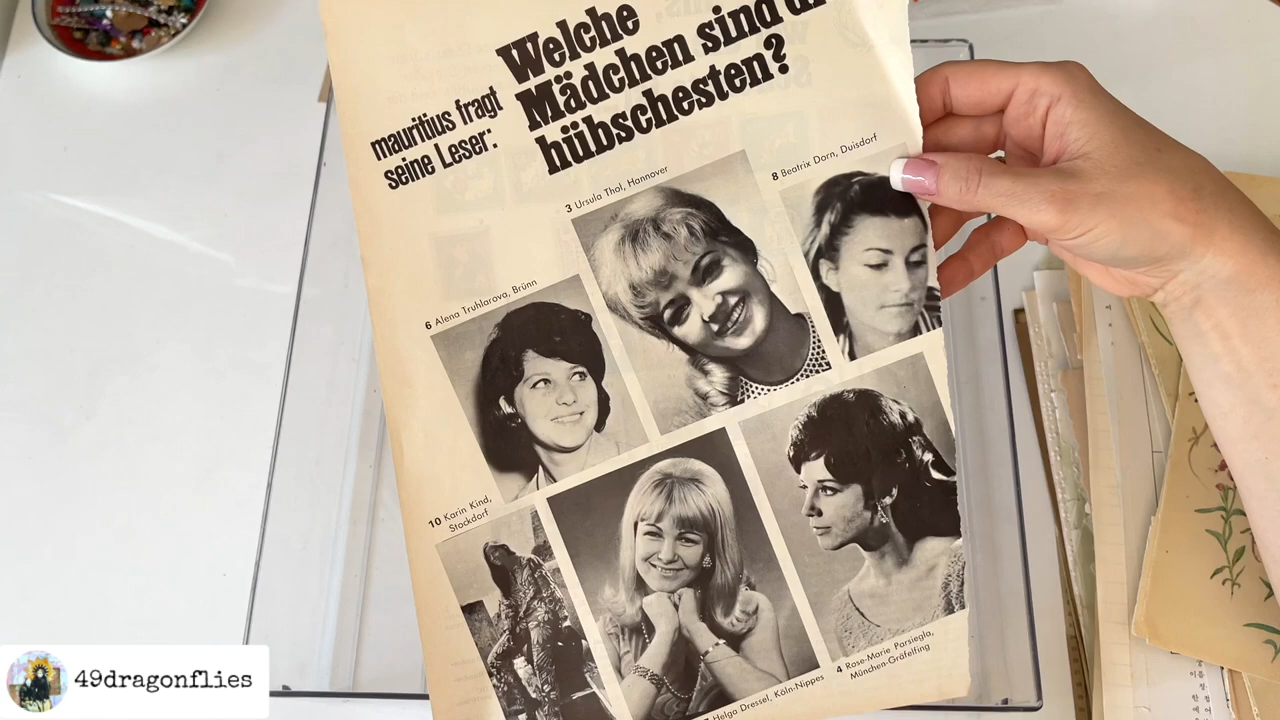 mauritius fragt
seine Leser:
Welche
Mädchen sind
hübschesten?
3 Ursula Thol, Hannover
8 Beatrix Dorn, Duisdorf
6 Alena Truhlarova, Brünn
10 Karin Kind,
Stockdorf
Helga Dressel, Köln-Nippes
4 Rose-Marie Parsiegla,
München-Gräfelfing
49dragonflies